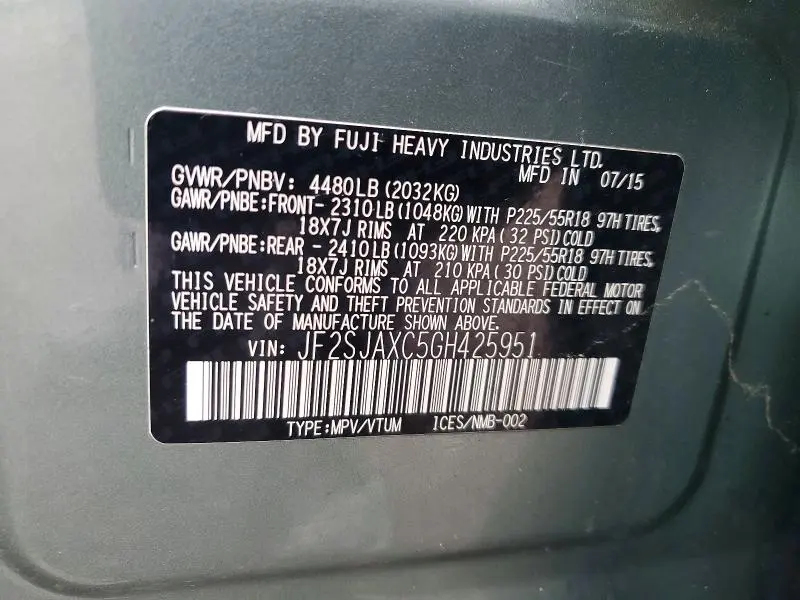 MFD BY FUJI HEAVY INDUSTRIES LTD.
MFD IN 07/15
GVWR/PNBV: 4480LB (2032KG)
GAWR/PNBE:FRONT- 2310LB (1048KG) WITH P225/55R18 97H TIRES,
18X7J RIMS AT 220 KPA ( 32 PSI) COLD
GAWR/PNBE:REAR - 2410LB (1093KG) WITH P225/55R18 97H TIRES,
18X7J RIMS AT 210 KPA ( 30 PSI) COLD
THIS VEHICLE CONFORMS TO ALL APPLICABLE FEDERAL MOTOR
VEHICLE SAFETY AND THEFT PREVENTION STANDARDS IN EFFECT ON
THE DATE OF MANUFACTURE SHOWN ABOVE.
VIN: JF2SJAXC5GH425951
TYPE:MPV/VTUM ICES/NMB-002